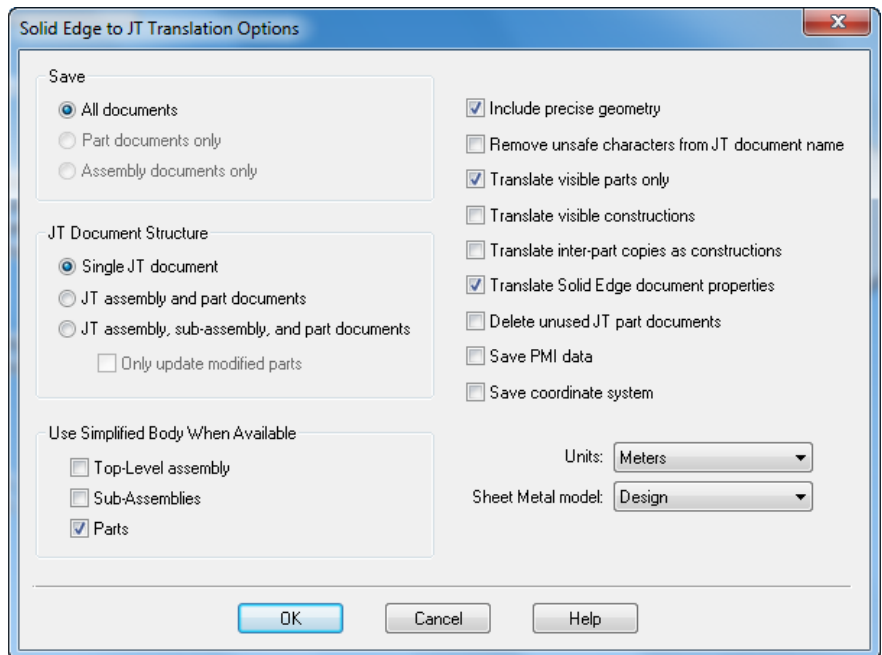 Solid Edge to JT Translation Options
Save
All documents
Part documents only
Assembly documents only
JT Document Structure
Single JT document
JT assembly and part documents
JT assembly, sub-assembly, and part documents
Only update modified parts
Use Simplified Body When Available
Top-Level assembly
Sub-Assemblies
Parts
Include precise geometry
Remove unsafe characters from JT document name
Translate visible parts only
Translate visible constructions
Translate inter-part copies as constructions
Translate Solid Edge document properties
Delete unused JT part documents
Save PMI data
Save coordinate system
Units: Meters
Sheet Metal model: Design
OK Cancel Help